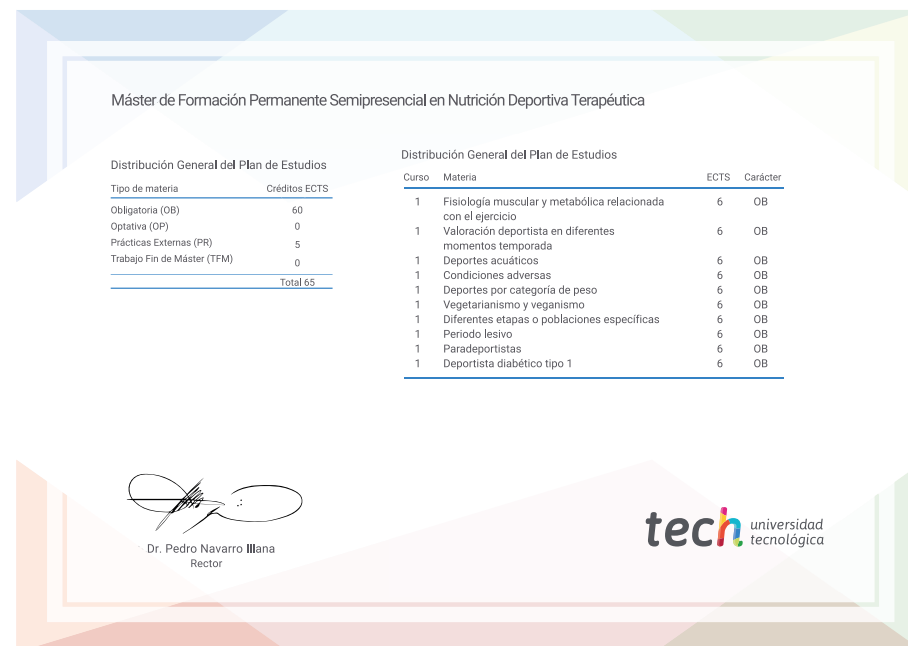 Máster de Formación Permanente Semipresencial en Nutrición Deportiva Terapéutica
Distribución General del Plan de Estudios
Tipo de materia Créditos ECTS
Obligatoria (OB) 60
Optativa (OP) 0
Prácticas Externas (PR) 5
Trabajo Fin de Máster (TFM) 0
Total 65
Distribución General del Plan de Estudios
Curso Materia ECTS Carácter
1 Fisiología muscular y metabólica relacionada 6 OB
con el ejercicio
1 Valoración deportista en diferentes 6 OB
momentos temporada
1 Deportes acuáticos 6 OB
1 Condiciones adversas 6 OB
1 Deportes por categoría de peso 6 OB
1 Vegetarianismo y veganismo 6 OB
1 Diferentes etapas o poblaciones específicas 6 OB
1 Periodo lesivo 6 OB
1 Paradeportistas 6 OB
1 Deportista diabético tipo 1 6 OB
Dr. Pedro Navarro Illana
Rector
tech universidad
tecnológica